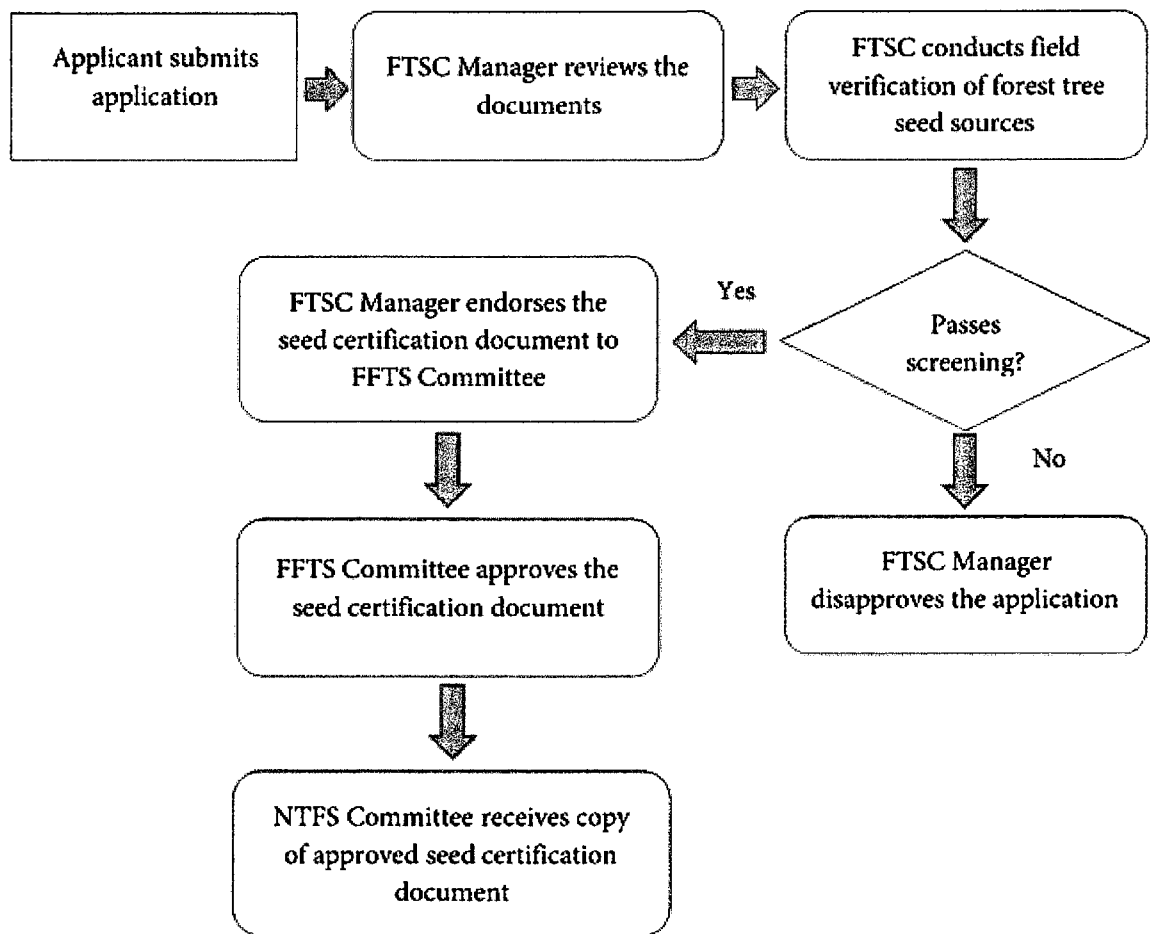 Applicant submits
application
FTSC Manager reviews the
documents
FTSC conducts field
verification of forest tree
seed sources
Passes
screening?
Yes
No
FTSC Manager endorses the
seed certification document to
FFTS Committee
FTSC Manager
disapproves the application
FFTS Committee approves the
seed certification document
NTFS Committee receives copy
of approved seed certification
document